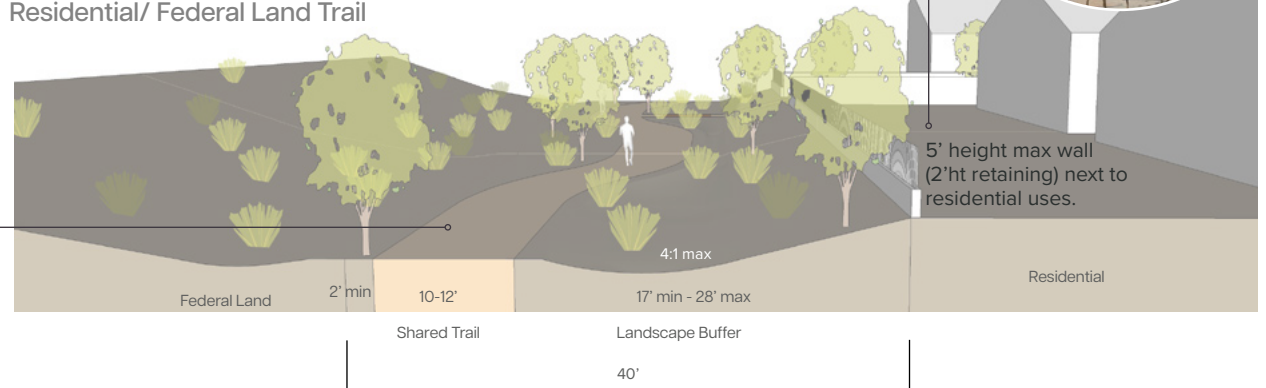 Residential/ Federal Land Trail
5’ height max wall
(2’ht retaining) next to
residential uses.
4:1 max
Federal Land
2’ min
10-12’
17’ min - 28’ max
Residential
Shared Trail
Landscape Buffer
40’